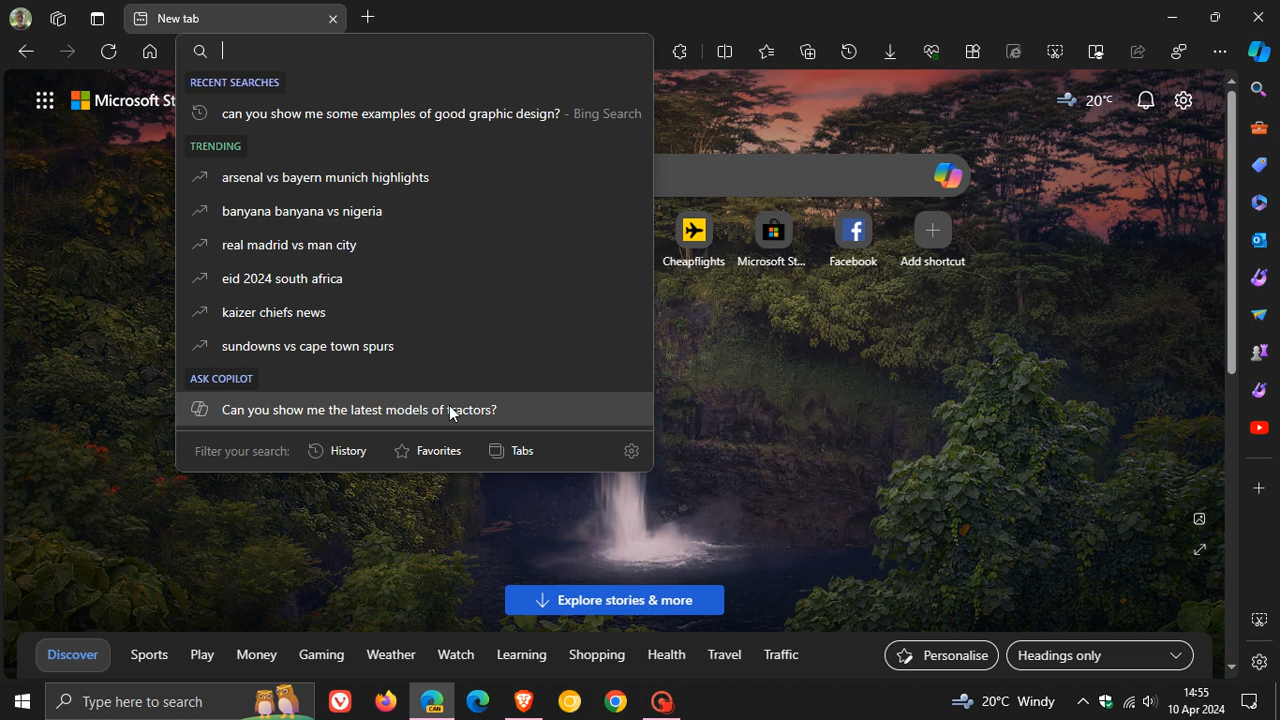 New tab
RECENT SEARCHES
Microsoft St
can you show me some examples of good graphic design? - Bing Search
20°C
TRENDING
arsenal vs bayern munich highlights
banyana banyana vs nigeria
real madrid vs man city
eid 2024 south africa
kaizer chiefs news
sundowns vs cape town spurs
Cheapflights
Microsoft St...
Facebook
Add shortcut
ASK COPILOT
Can you show me the latest models of tractors?
Filter your search: History Favorites Tabs
Explore stories & more
Discover Sports Play Money Gaming Weather Watch Learning Shopping Health Travel Traffic Personalise Headings only
Type here to search
CAN
20°C Windy
14:55
10 Apr 2024